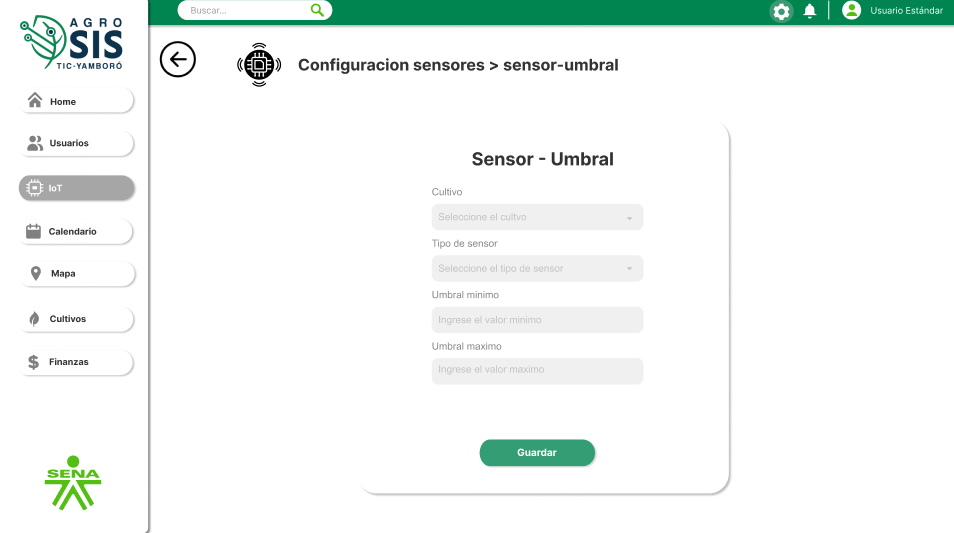 AGRO
SIS
TIC-YAMBORÓ
Home
Usuarios
IoT
Calendario
Mapa
Cultivos
Finanzas
SENA
Buscar...
Usuario Estándar
Configuracion sensores > sensor-umbral
Sensor - Umbral
Cultivo
Seleccione el cultvo
Tipo de sensor
Seleccione el tipo de sensor
Umbral minimo
Ingrese el valor minimo
Umbral maximo
Ingrese el valor maximo
Guardar